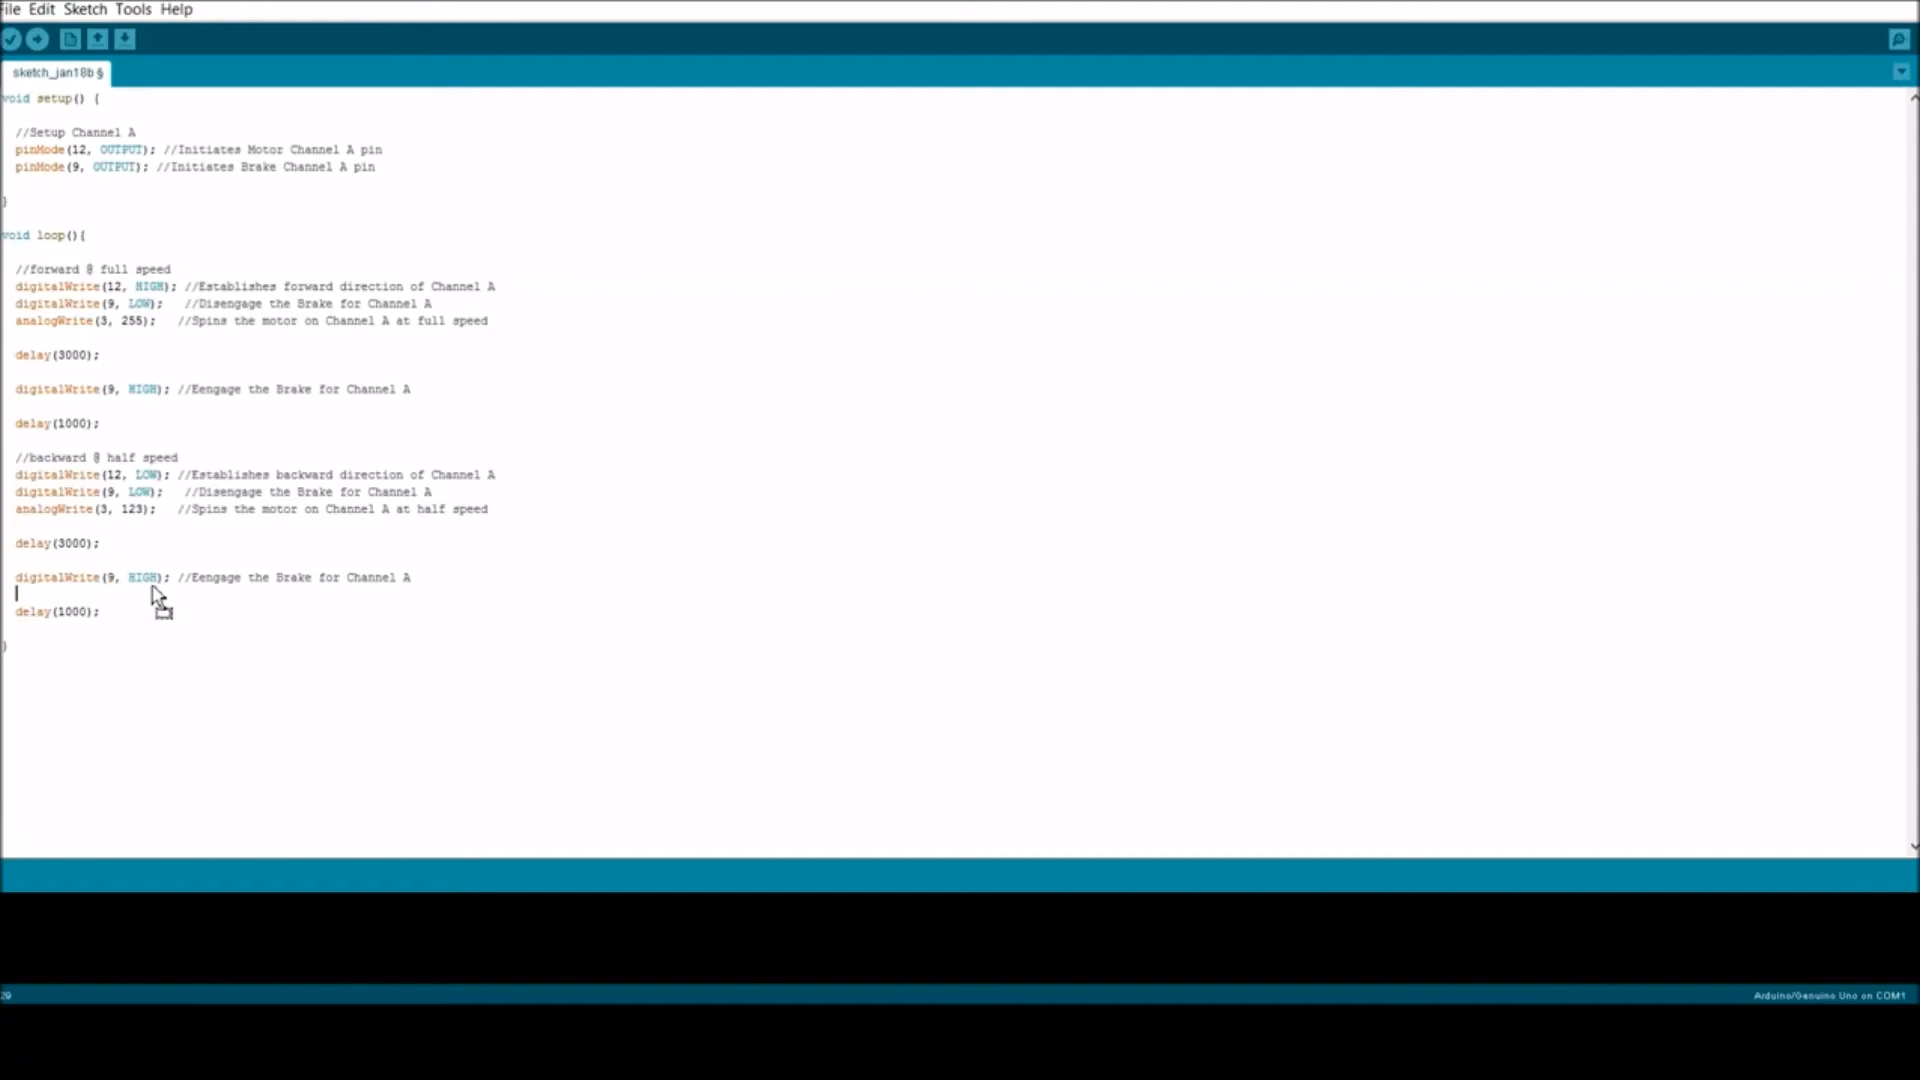 File Edit Sketch Tools Help
sketch_jan18b §
void setup() {
//Setup Channel A
pinMode(12, OUTPUT); //Initiates Motor Channel A pin
pinMode(9, OUTPUT); //Initiates Brake Channel A pin
}
void loop(){
//forward @ full speed
digitalWrite(12, HIGH); //Establishes forward direction of Channel A
digitalWrite(9, LOW);   //Disengage the Brake for Channel A
analogWrite(3, 255);   //Spins the motor on Channel A at full speed
delay(3000);
digitalWrite(9, HIGH); //Eengage the Brake for Channel A
delay(1000);
//backward @ half speed
digitalWrite(12, LOW); //Establishes backward direction of Channel A
digitalWrite(9, LOW);   //Disengage the Brake for Channel A
analogWrite(3, 123);   //Spins the motor on Channel A at half speed
delay(3000);
digitalWrite(9, HIGH); //Eengage the Brake for Channel A
delay(1000);
}
29
Arduino/Genuino Uno on COM1